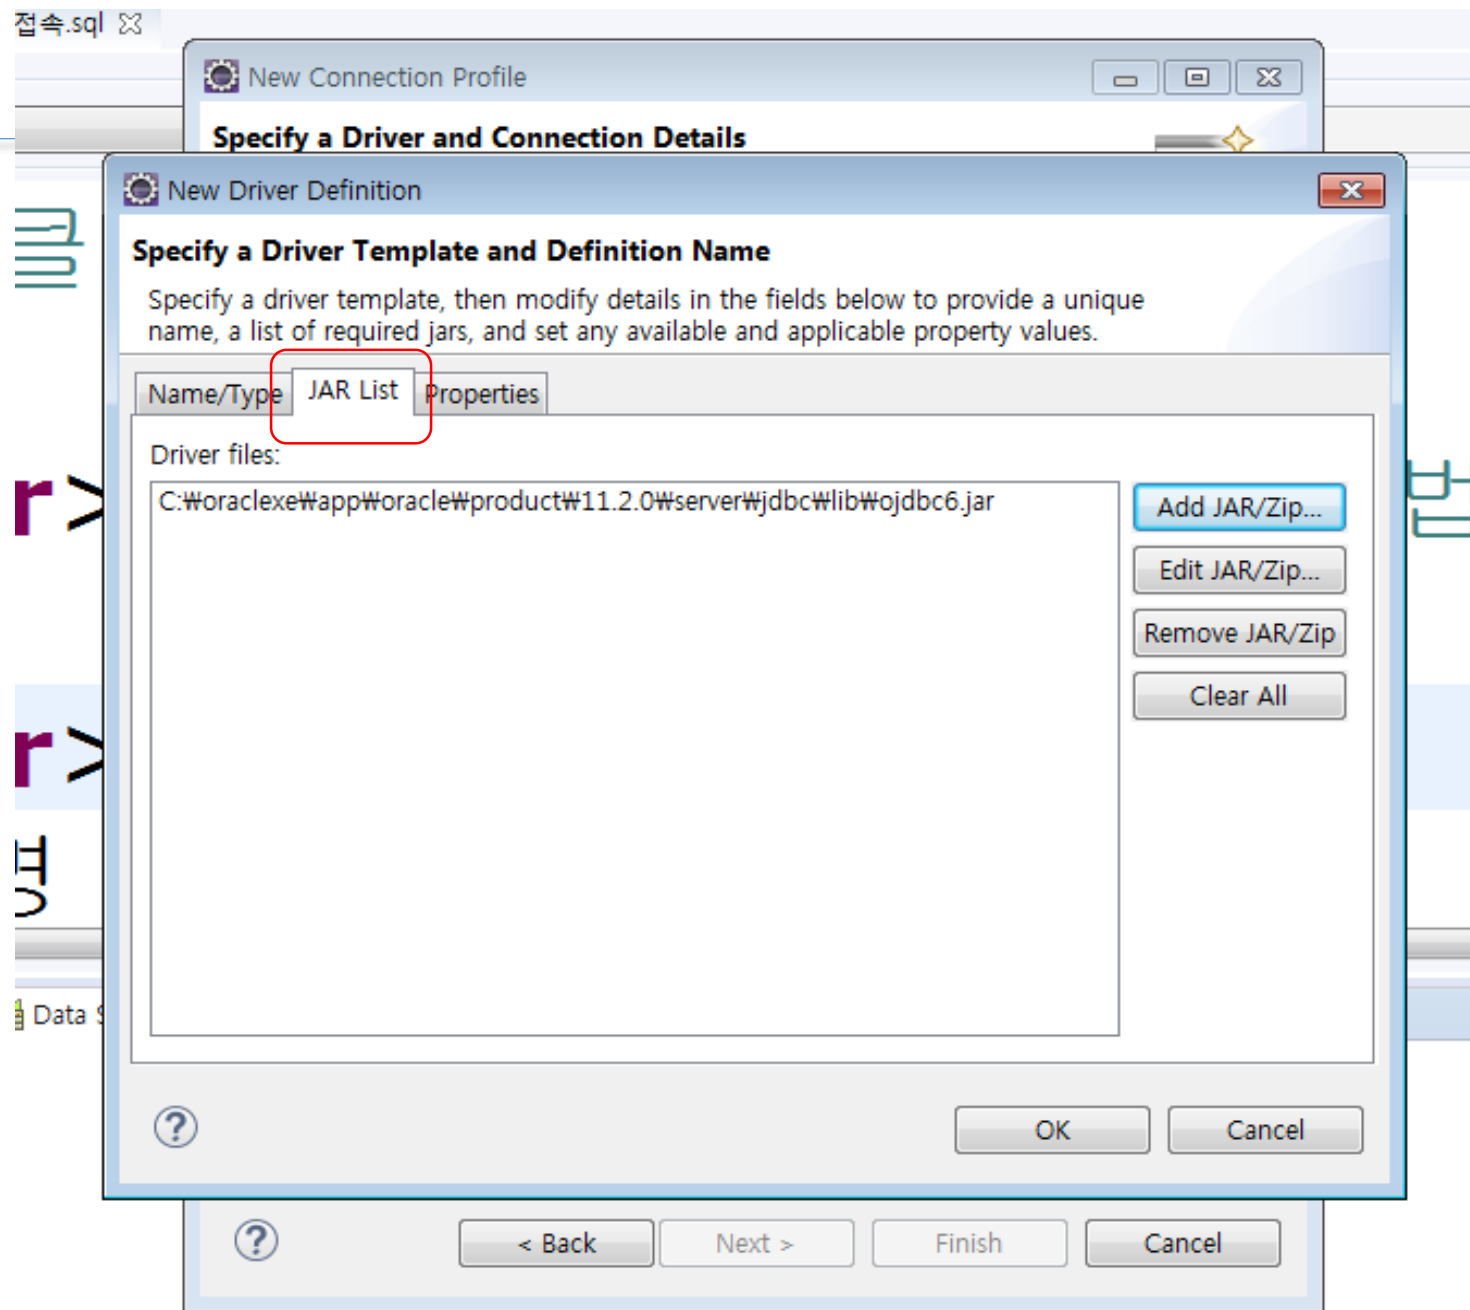 접속.sql
New Connection Profile
Specify a Driver and Connection Details
New Driver Definition
Specify a Driver Template and Definition Name
Specify a driver template, then modify details in the fields below to provide a unique
name, a list of required jars, and set any available and applicable property values.
Name/Type JAR List Properties
Driver files:
C:₩oraclexe₩app₩oracle₩product₩11.2.0₩server₩jdbc₩lib₩ojdbc6.jar
Add JAR/Zip...
Edit JAR/Zip...
Remove JAR/Zip
Clear All
r>
r>
Data
OK Cancel
< Back Next > Finish Cancel